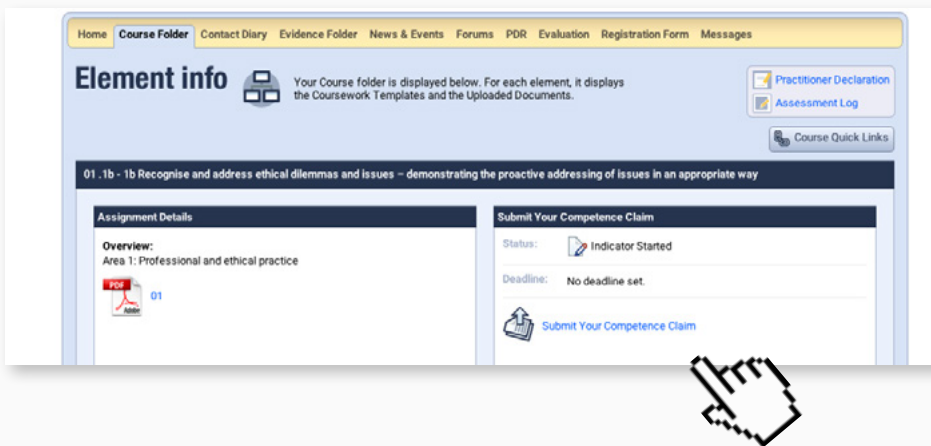 Home Course Folder Contact Diary Evidence Folder News & Events Forums PDR Evaluation Registration Form Messages
Element info
Your Course folder is displayed below. For each element, it displays
the Coursework Templates and the Uploaded Documents.
Practitioner Declaration
Assessment Log
Course Quick Links
01 .1b - 1b Recognise and address ethical dilemmas and issues – demonstrating the proactive addressing of issues in an appropriate way
Assignment Details
Overview:
Area 1: Professional and ethical practice
PDF
Adobe
01
Submit Your Competence Claim
Status: Indicator Started
Deadline: No deadline set.
Submit Your Competence Claim